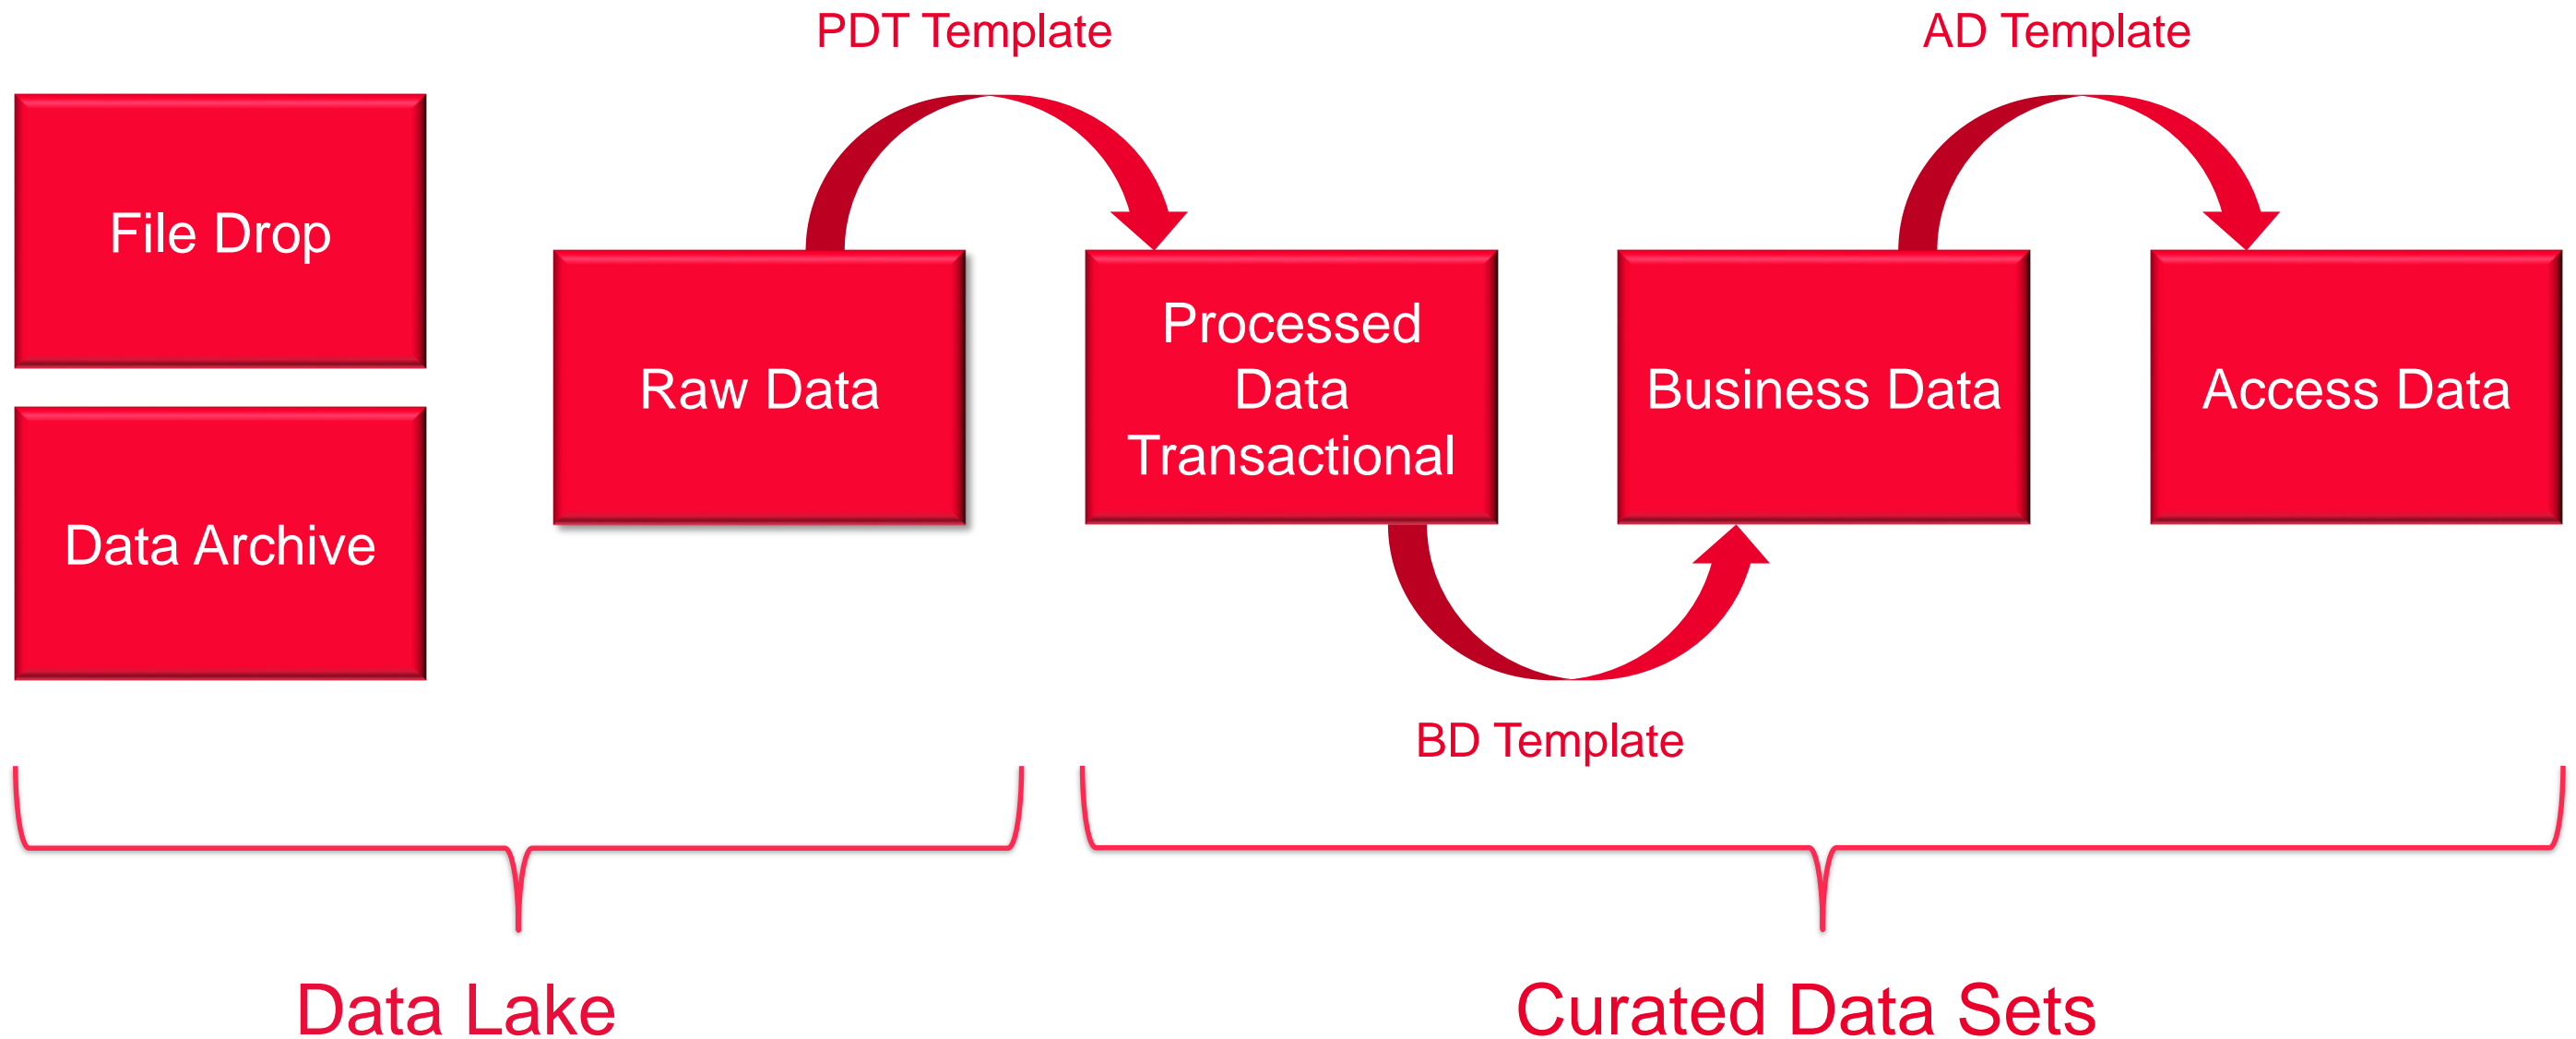 PDT Template
AD Template
File Drop
Data Archive
Raw Data
Processed
Data
Transactional
Business Data
Access Data
BD Template
Data Lake
Curated Data Sets